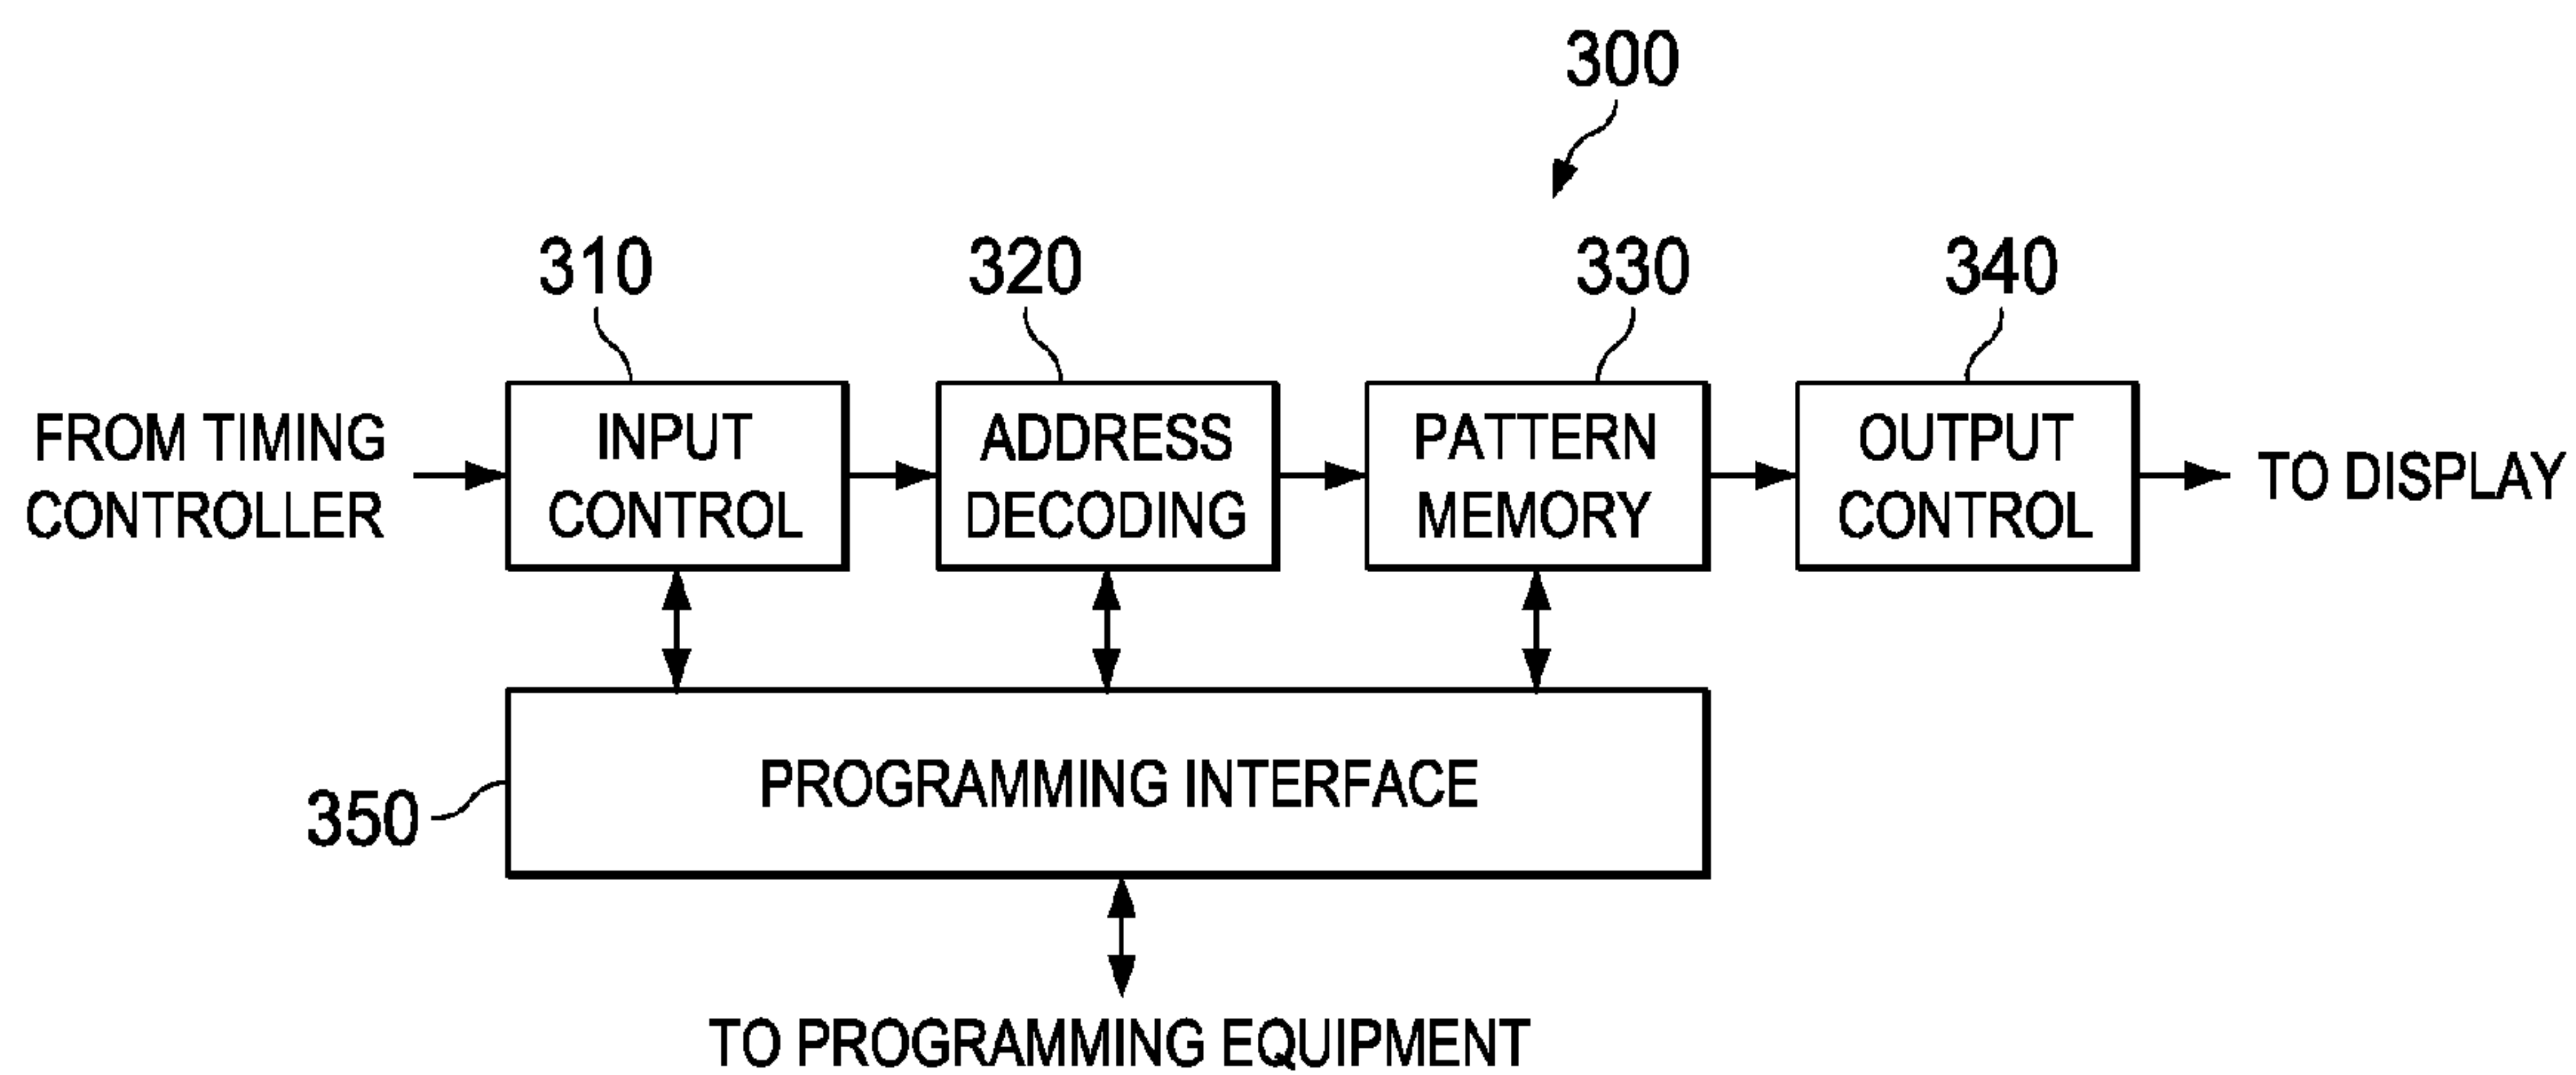 300
310
320
330
340
FROM TIMING
CONTROLLER
INPUT
CONTROL
ADDRESS
DECODING
PATTERN
MEMORY
OUTPUT
CONTROL
TO DISPLAY
PROGRAMMING INTERFACE
350
TO PROGRAMMING EQUIPMENT